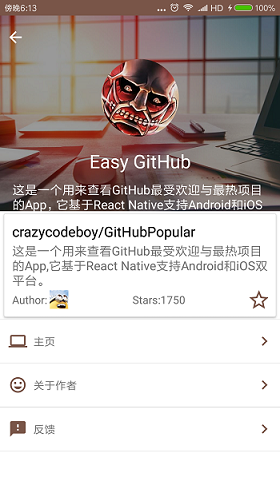 傍晚6:13
HD
100%
Easy GitHub
这是一个用来查看GitHub最受欢迎与最热项目
的App，它基于React Native支持Android和iOS
crazycodeboy/GitHubPopular
这是一个用来查看GitHub最受欢迎与最热项目
的App,它基于React Native支持Android和iOS双
平台。
Author:
Stars:1750
主页
关于作者
反馈